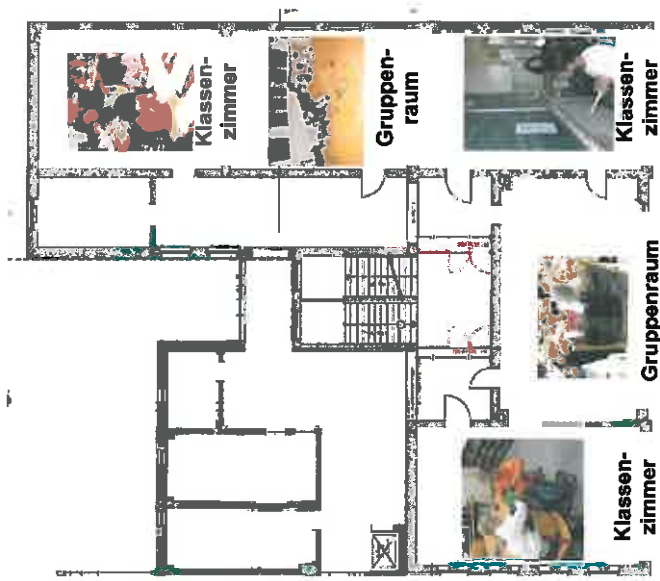 Klassen-
zimmer
Gruppen-
raum
Klassen-
zimmer
Gruppenraum
Klassen-
zimmer